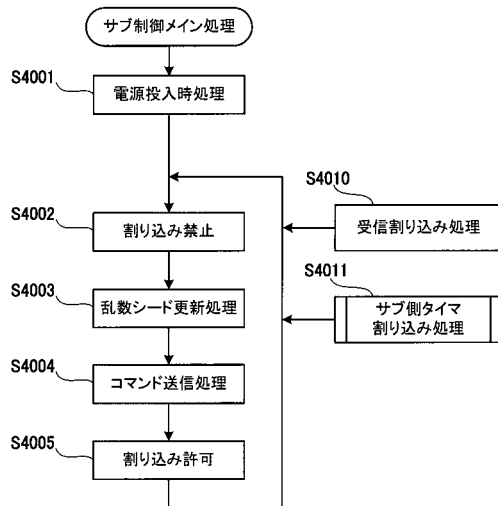 サブ制御メイン処理
S4001
電源投入時処理
S4010
受信割り込み処理
S4002
割り込み禁止
S4011
サブ側タイマ
割り込み処理
S4003
乱数シード更新処理
S4004
コマンド送信処理
S4005
割り込み許可